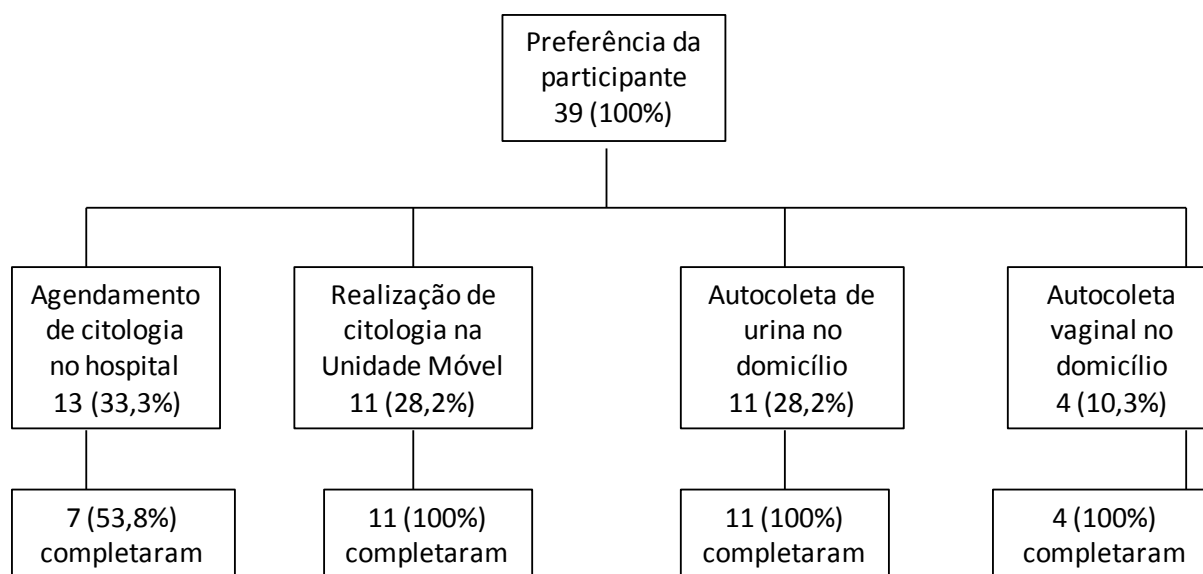 Preferência da
participante
39 (100%)
Agendamento
de citologia
no hospital
13 (33,3%)
Realização de
citologia na
Unidade Móvel
11 (28,2%)
Autocoleta de
urina no
domicílio
11 (28,2%)
Autocoleta
vaginal no
domicílio
4 (10,3%)
7 (53,8%)
completaram
11 (100%)
completaram
11 (100%)
completaram
4 (100%)
completaram